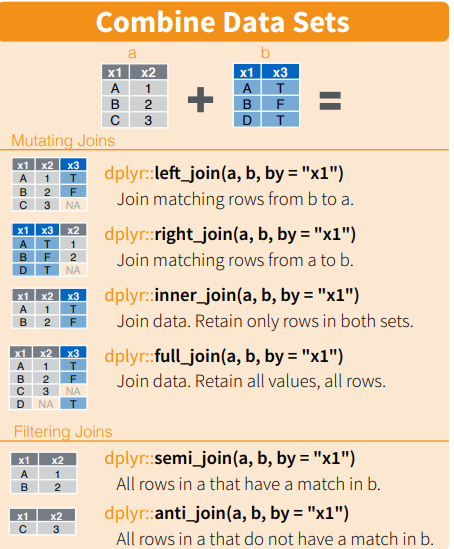 Combine Data Sets
a b
x1 x2 x1 x3
A 1 A T
B 2 + B F =
C 3 D T
Mutating Joins
x1 x2 x3
A 1 T
B 2 F
C 3 NA
dplyr::left_join(a, b, by = "x1")
Join matching rows from b to a.
x1 x3 x2
A T 1
B F 2
D T NA
dplyr::right_join(a, b, by = "x1")
Join matching rows from a to b.
x1 x2 x3
A 1 T
B 2 F
dplyr::inner_join(a, b, by = "x1")
Join data. Retain only rows in both sets.
x1 x2 x3
A 1 T
B 2 F
C 3 NA
D NA T
dplyr::full_join(a, b, by = "x1")
Join data. Retain all values, all rows.
Filtering Joins
x1 x2
A 1
B 2
dplyr::semi_join(a, b, by = "x1")
All rows in a that have a match in b.
x1 x2
C 3
dplyr::anti_join(a, b, by = "x1")
All rows in a that do not have a match in b.